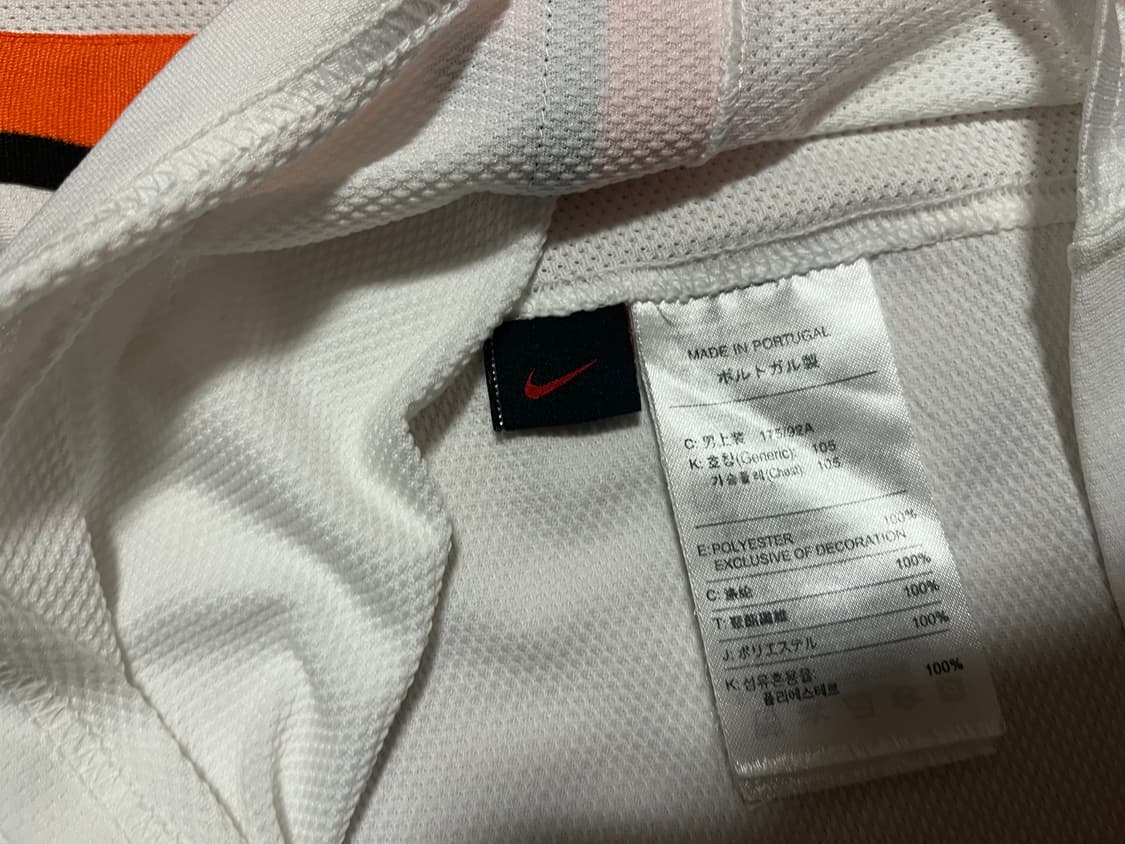 MADE IN PORTUGAL
ポルトガル製
C: 男上装 175/92A
K: 호칭(Generic): 105
가슴둘레(Chest) 105
100%
E:POLYESTER
EXCLUSIVE OF DECORATION
C: 涤纶 100%
T: 聚酯纖維 100%
J: ポリエステル 100%
K: 섬유혼용율:
폴리에스테르 100%